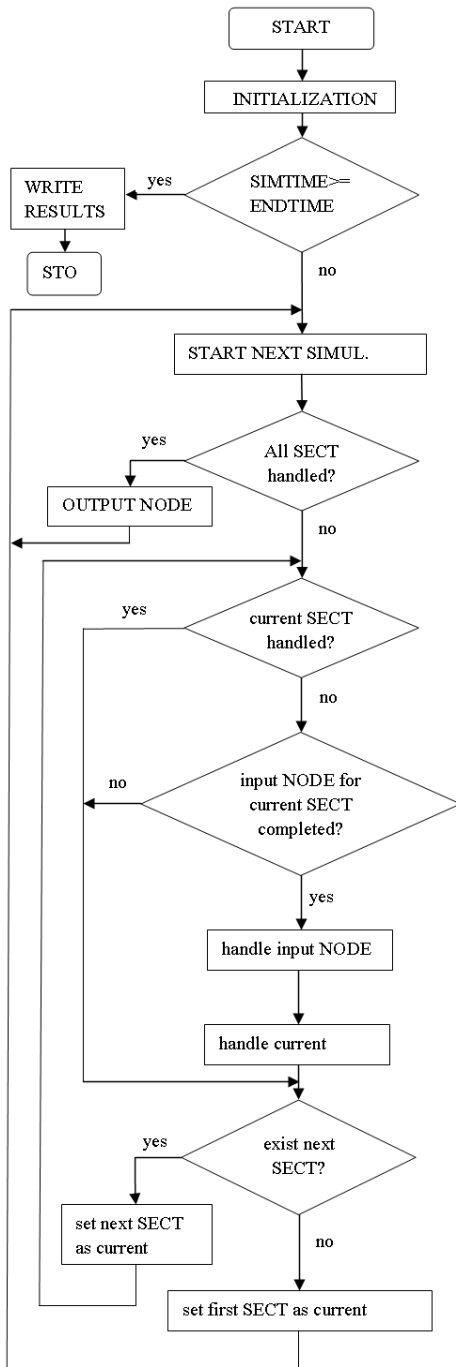 START
INITIALIZATION
SIMTIME>=
ENDTIME
yes
WRITE
RESULTS
STO
no
START NEXT SIMUL.
All SECT
handled?
yes
OUTPUT NODE
no
current SECT
handled?
yes
no
input NODE for
current SECT
completed?
no
yes
handle input NODE
handle current
exist next
SECT?
yes
set next SECT
as current
no
set first SECT as current